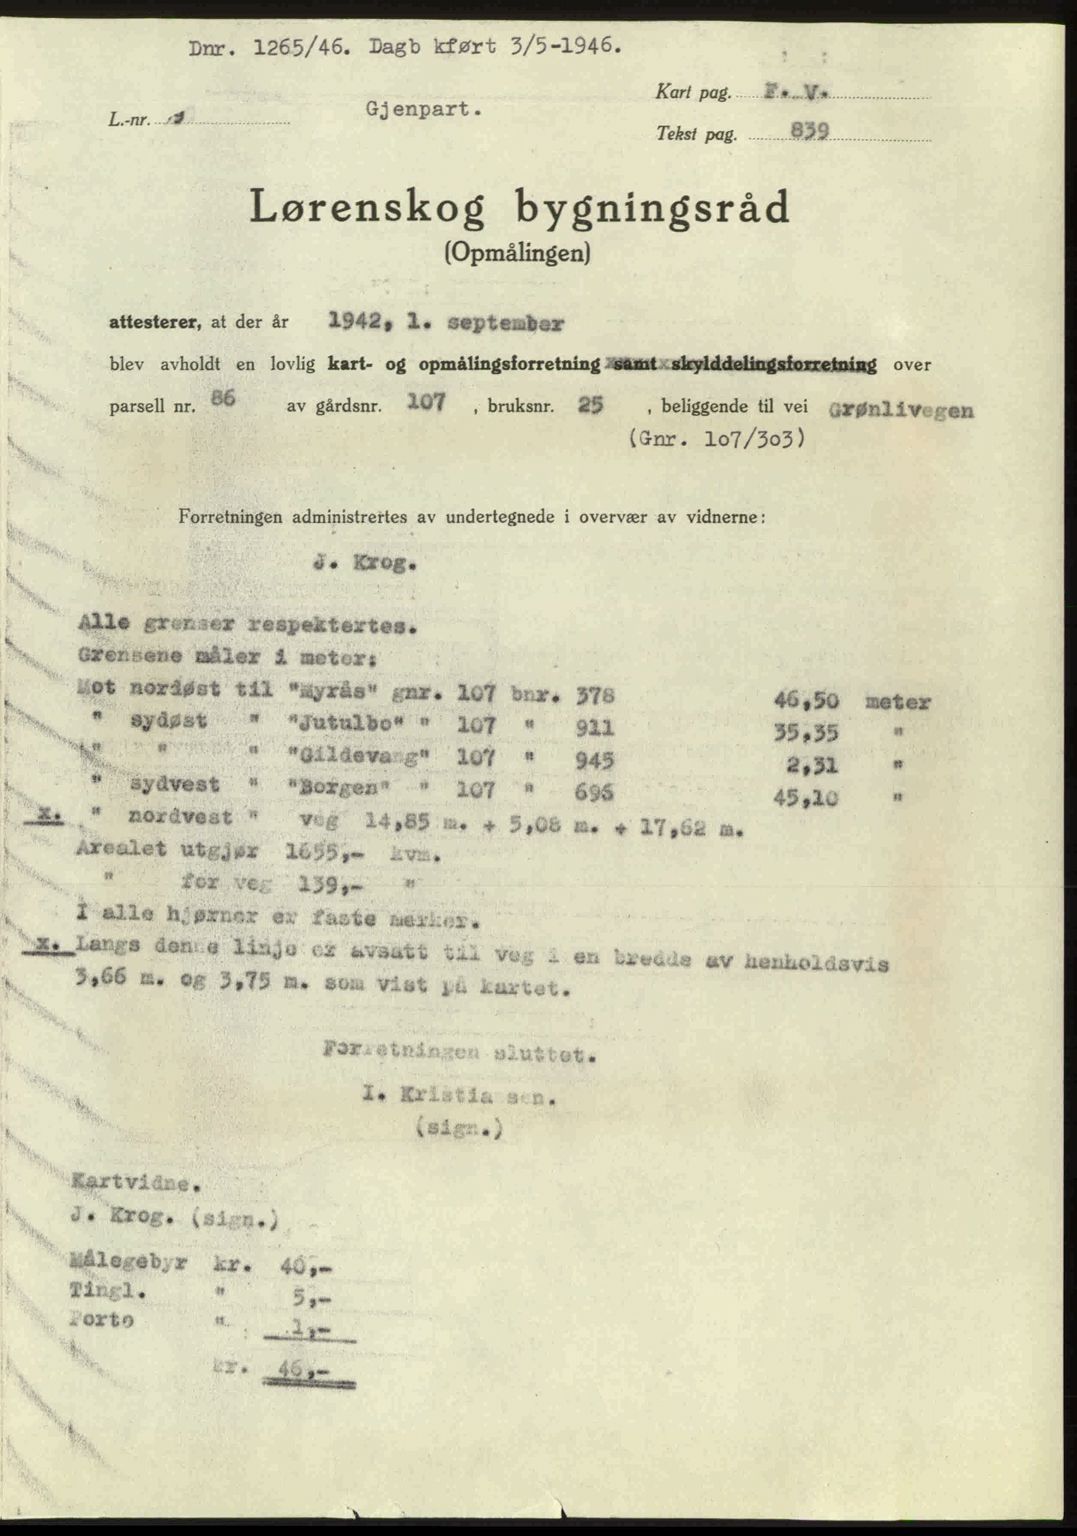 Dnr. 1265/46. Dagb kført 3/5-1946.
Kart pag. F. V.
Gjenpart.
L.-nr.
Tekst pag. 839
Lørenskog bygningsråd
(Opmålingen)
attesterer, at der år 1942, 1. september
blev avholdt en lovlig kart- og opmålingsforretning samt skylddelingsforretning over
parsell nr. 86 av gårdsnr. 107 , bruksnr. 25 , beliggende til vei Grønlivegen
(Gnr. 1o7/3o3)
Forretningen administrertes av undertegnede i overvær av vidnerne:
J. Krog.
Alle grenser respektertes.
Grensene måler i meter:
Mot nordøst til "Myrås" gnr. 107 bnr. 378 46,50 meter
" sydøst " "Jutulbo" " 107 " 911 35,35 "
" " " "Gildevang" 107 " 945 2,31 "
" sydvest " "Borgen" " 107 " 696 45,10 "
x. " nordvest " veg 14,85 m. + 5,08 m. + 17,62 m.
Arealet utgjør 1655,- kvm.
" for veg 139,- "
I alle hjørner er faste merker.
x. Langs denne linje er avsatt til veg i en bredde av henholdsvis
3,66 m. og 3,75 m. som vist på kartet.
Forretningen sluttet.
I. Kristiansen.
(sign.)
Kartvidne.
J. Krog. (sign.)
Målegebyr kr. 40,-
Tingl. " 5,-
Porto " 1,-
kr. 46,-